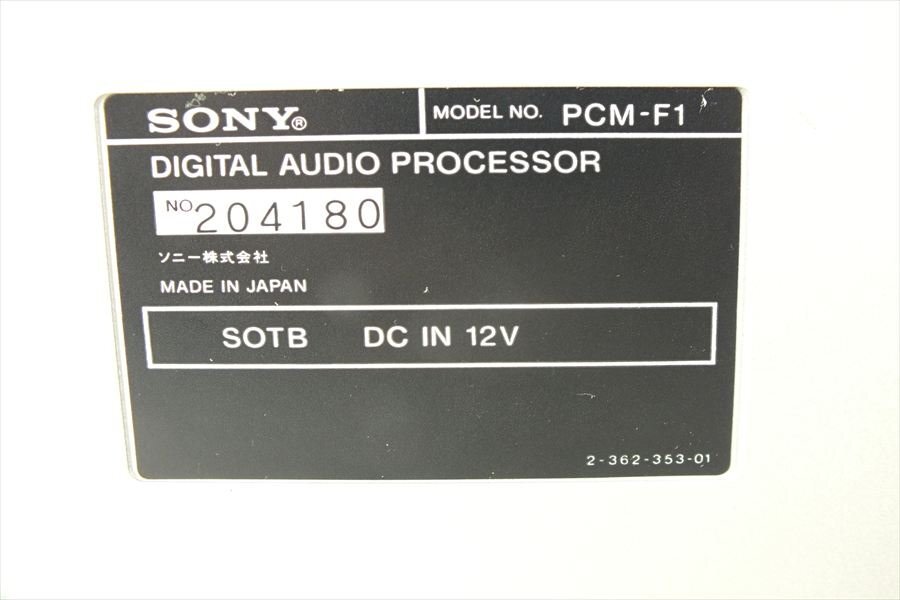 SONY® MODEL NO. PCM-F1
DIGITAL AUDIO PROCESSOR
NO 204180
ソニー株式会社
MADE IN JAPAN
SOTB DC IN 12V
2-362-353-01